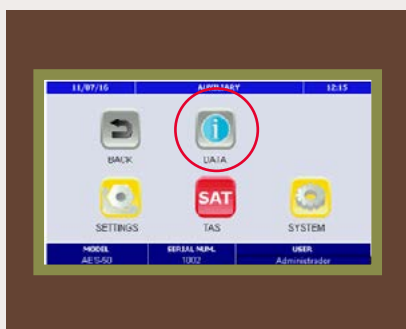 11/07/16 AUXILIARY 12:15
BACK DATA
SAT
SETTINGS TAS SYSTEM
MODEL SERIAL NUM. USER
AES-50 1002 Administrador